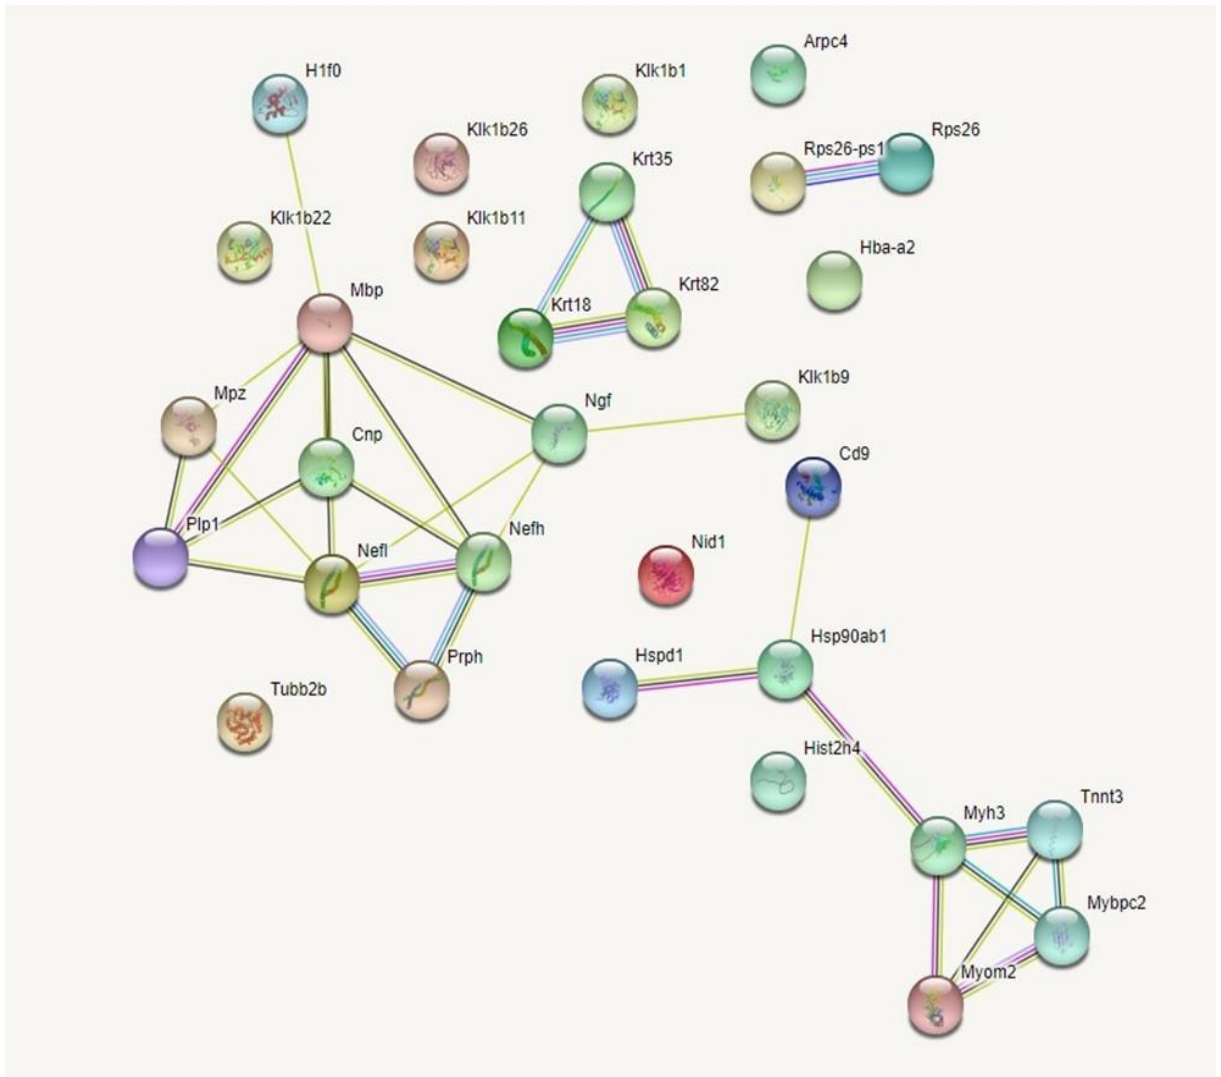 Arpc4
H1f0
Klk1b1
Klk1b26
Rps26
Rps26-ps1
Krt35
Klk1b22
Klk1b11
Hba-a2
Krt82
Mbp
Krt18
Klk1b9
Mpz
Ngf
Cnp
Cd9
Plp1
Nefh
Nefl
Nid1
Hsp90ab1
Hspd1
Prph
Tubb2b
Hist2h4
Tnnt3
Myh3
Mybpc2
Myom2